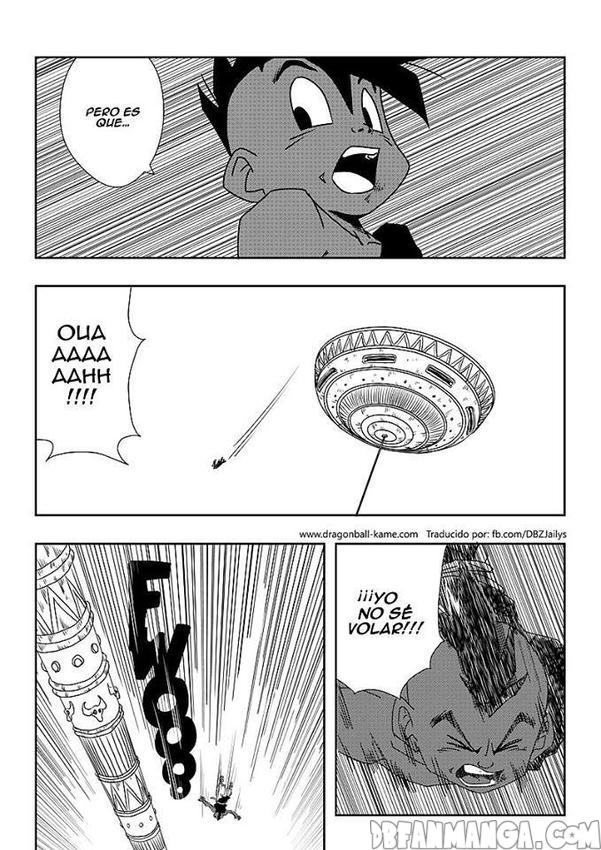 PERO ES
QUE...
OUA
AAAA
AAHH
!!!!
www.dragonball-kame.com Traducido por: fb.com/DBZJailys
FWOOO
¡¡¡YO
NO SÉ
VOLAR!!!
DBFANMANGA.COM